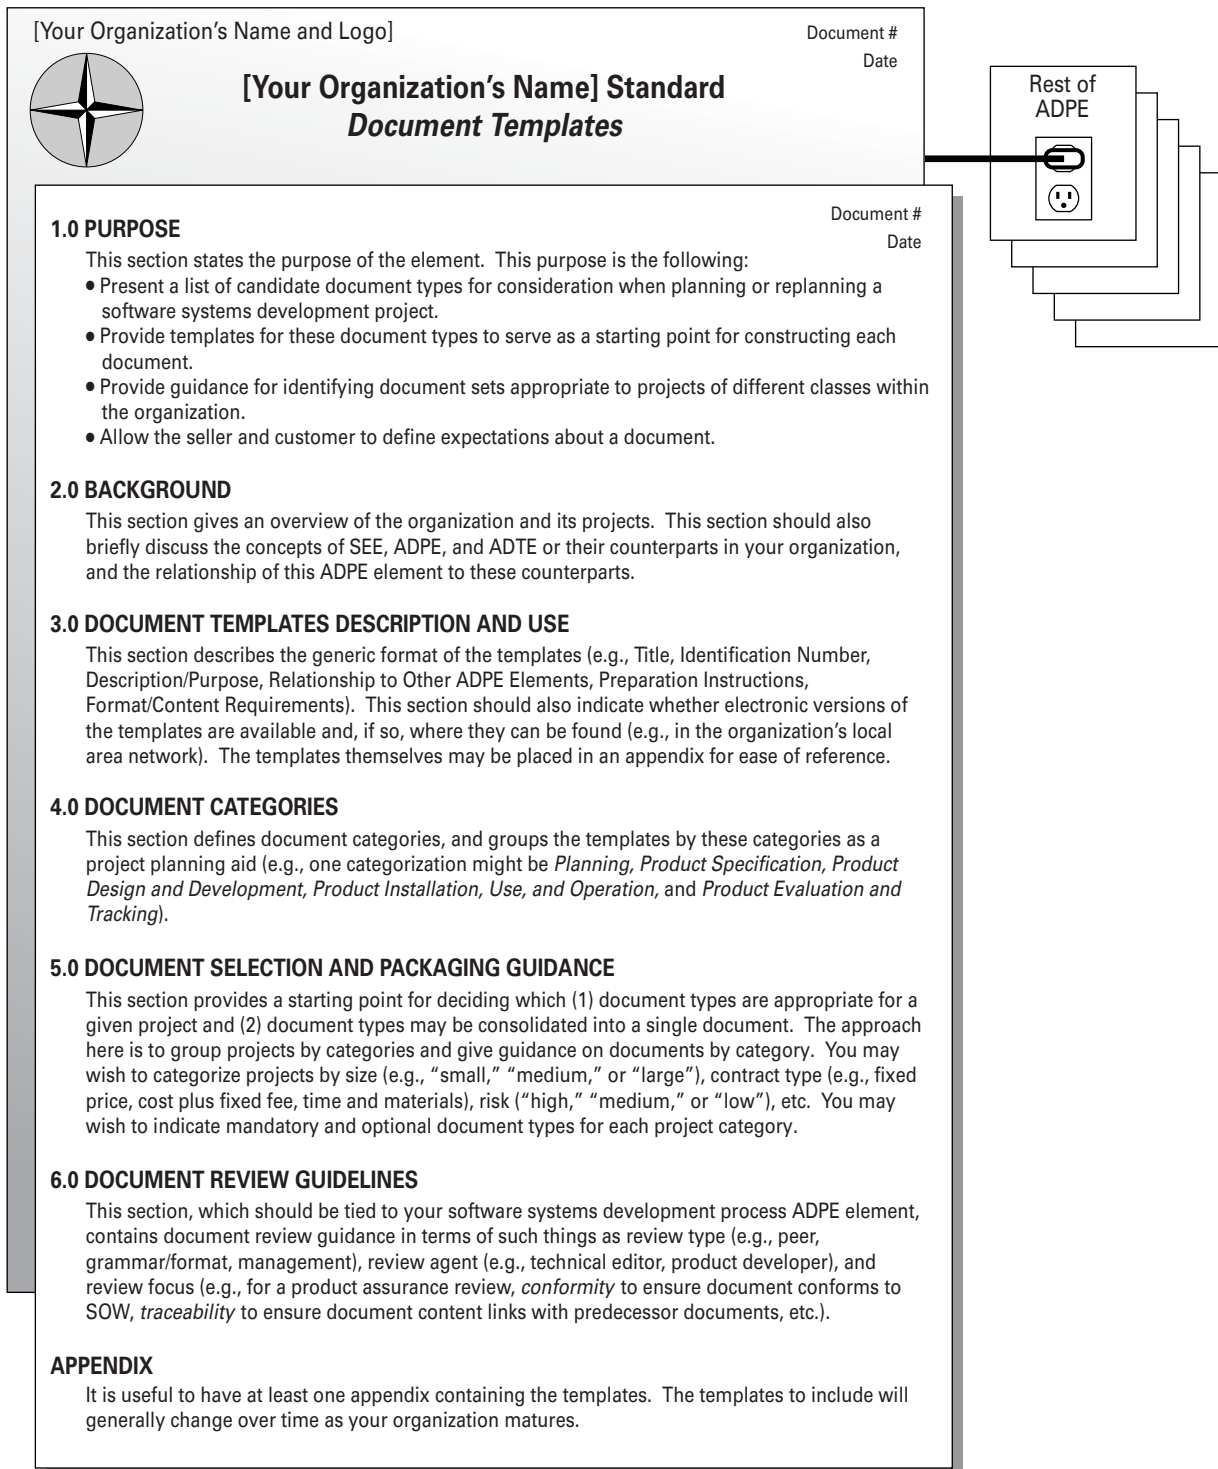 [Your Organization’s Name and Logo]
Document #
Date
[Your Organization’s Name] Standard
Document Templates
Rest of
ADPE
Document #
Date
1.0 PURPOSE
This section states the purpose of the element. This purpose is the following:
• Present a list of candidate document types for consideration when planning or replanning a
software systems development project.
• Provide templates for these document types to serve as a starting point for constructing each
document.
• Provide guidance for identifying document sets appropriate to projects of different classes within
the organization.
• Allow the seller and customer to define expectations about a document.
2.0 BACKGROUND
This section gives an overview of the organization and its projects. This section should also
briefly discuss the concepts of SEE, ADPE, and ADTE or their counterparts in your organization,
and the relationship of this ADPE element to these counterparts.
3.0 DOCUMENT TEMPLATES DESCRIPTION AND USE
This section describes the generic format of the templates (e.g., Title, Identification Number,
Description/Purpose, Relationship to Other ADPE Elements, Preparation Instructions,
Format/Content Requirements). This section should also indicate whether electronic versions of
the templates are available and, if so, where they can be found (e.g., in the organization’s local
area network). The templates themselves may be placed in an appendix for ease of reference.
4.0 DOCUMENT CATEGORIES
This section defines document categories, and groups the templates by these categories as a
project planning aid (e.g., one categorization might be Planning, Product Specification, Product
Design and Development, Product Installation, Use, and Operation, and Product Evaluation and
Tracking).
5.0 DOCUMENT SELECTION AND PACKAGING GUIDANCE
This section provides a starting point for deciding which (1) document types are appropriate for a
given project and (2) document types may be consolidated into a single document. The approach
here is to group projects by categories and give guidance on documents by category. You may
wish to categorize projects by size (e.g., “small,” “medium,” or “large”), contract type (e.g., fixed
price, cost plus fixed fee, time and materials), risk (“high,” “medium,” or “low”), etc. You may
wish to indicate mandatory and optional document types for each project category.
6.0 DOCUMENT REVIEW GUIDELINES
This section, which should be tied to your software systems development process ADPE element,
contains document review guidance in terms of such things as review type (e.g., peer,
grammar/format, management), review agent (e.g., technical editor, product developer), and
review focus (e.g., for a product assurance review, conformity to ensure document conforms to
SOW, traceability to ensure document content links with predecessor documents, etc.).
APPENDIX
It is useful to have at least one appendix containing the templates. The templates to include will
generally change over time as your organization matures.